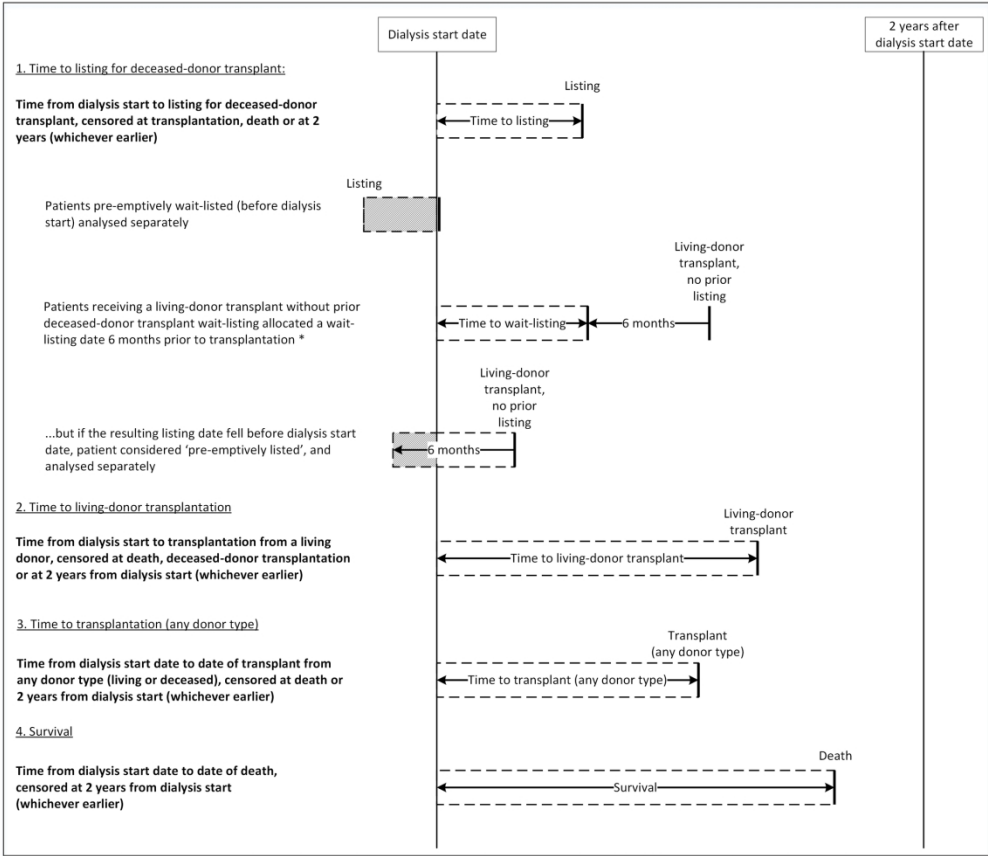 Dialysis start date
2 years after
dialysis start date
1. Time to listing for deceased-donor transplant:
Time from dialysis start to listing for deceased-donor
transplant, censored at transplantation, death or at 2
years (whichever earlier)
Listing
Time to listing
Listing
Patients pre-emptively wait-listed (before dialysis
start) analysed separately
Living-donor
transplant,
no prior
listing
Patients receiving a living-donor transplant without prior
deceased-donor transplant wait-listing allocated a wait-
listing date 6 months prior to transplantation *
Time to wait-listing
6 months
Living-donor
transplant,
no prior
listing
...but if the resulting listing date fell before dialysis start
date, patient considered ‘pre-emptively listed’, and
analysed separately
6 months
2. Time to living-donor transplantation
Time from dialysis start to transplantation from a living
donor, censored at death, deceased-donor transplantation
or at 2 years from dialysis start (whichever earlier)
Living-donor
transplant
Time to living-donor transplant
3. Time to transplantation (any donor type)
Time from dialysis start date to date of transplant from
any donor type (living or deceased), censored at death or
2 years from dialysis start (whichever earlier)
Transplant
(any donor type)
Time to transplant (any donor type)
4. Survival
Time from dialysis start date to date of death,
censored at 2 years from dialysis start
(whichever earlier)
Death
Survival